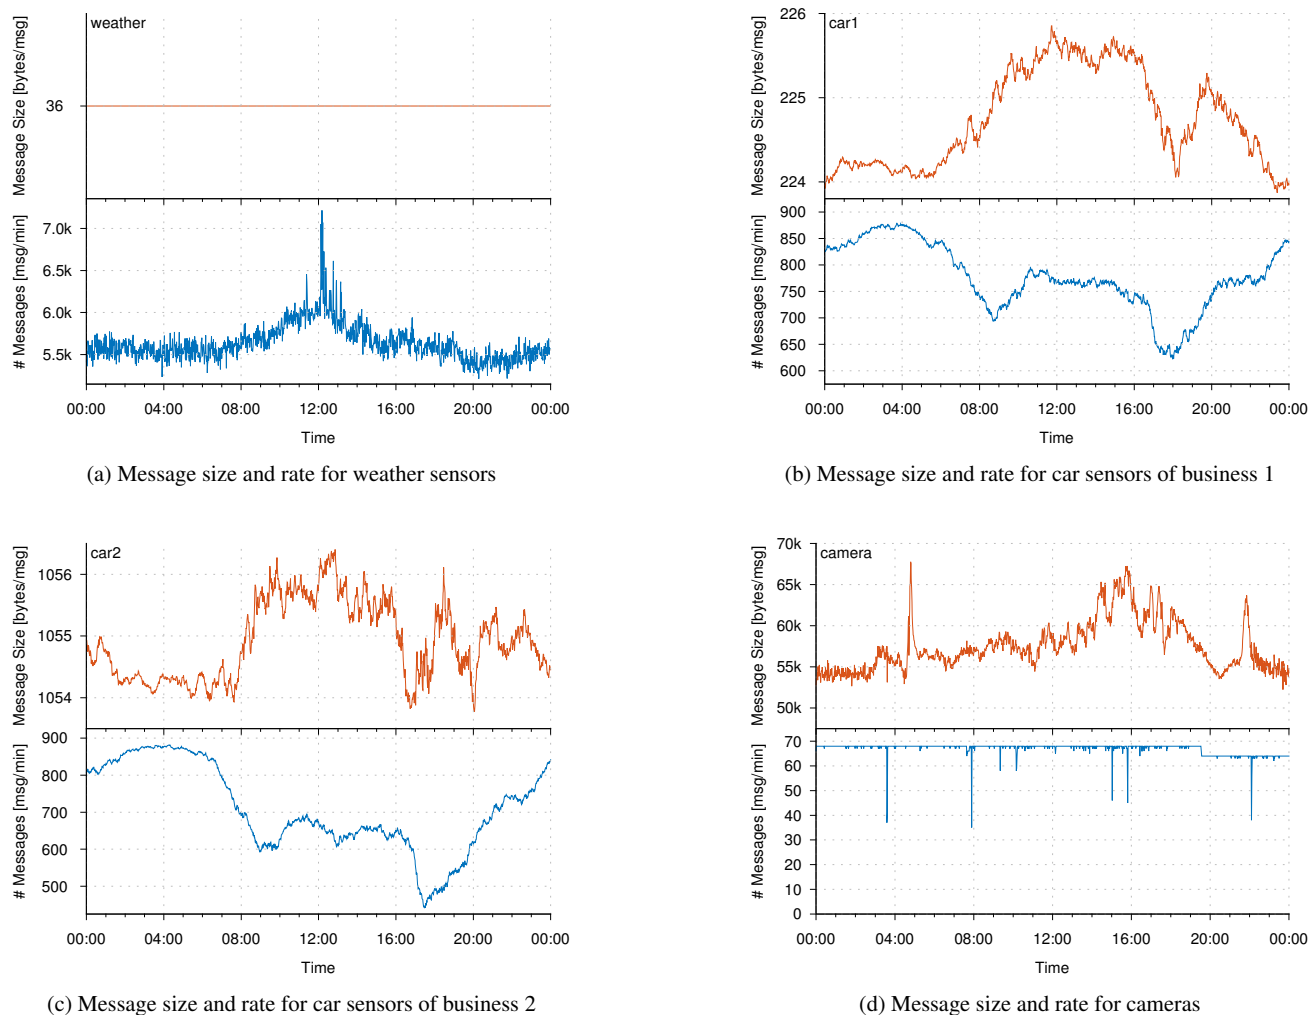 weather
Message Size [bytes/msg]
36
# Messages [msg/min]
7.0k
6.5k
6.0k
5.5k
00:00 04:00 08:00 12:00 16:00 20:00 00:00
Time
(a) Message size and rate for weather sensors
car1
Message Size [bytes/msg]
226
225
224
# Messages [msg/min]
900
850
800
750
700
650
600
00:00 04:00 08:00 12:00 16:00 20:00 00:00
Time
(b) Message size and rate for car sensors of business 1
car2
Message Size [bytes/msg]
1056
1055
1054
# Messages [msg/min]
900
800
700
600
500
00:00 04:00 08:00 12:00 16:00 20:00 00:00
Time
(c) Message size and rate for car sensors of business 2
camera
Message Size [bytes/msg]
70k
65k
60k
55k
50k
# Messages [msg/min]
70
60
50
40
30
20
10
0
00:00 04:00 08:00 12:00 16:00 20:00 00:00
Time
(d) Message size and rate for cameras